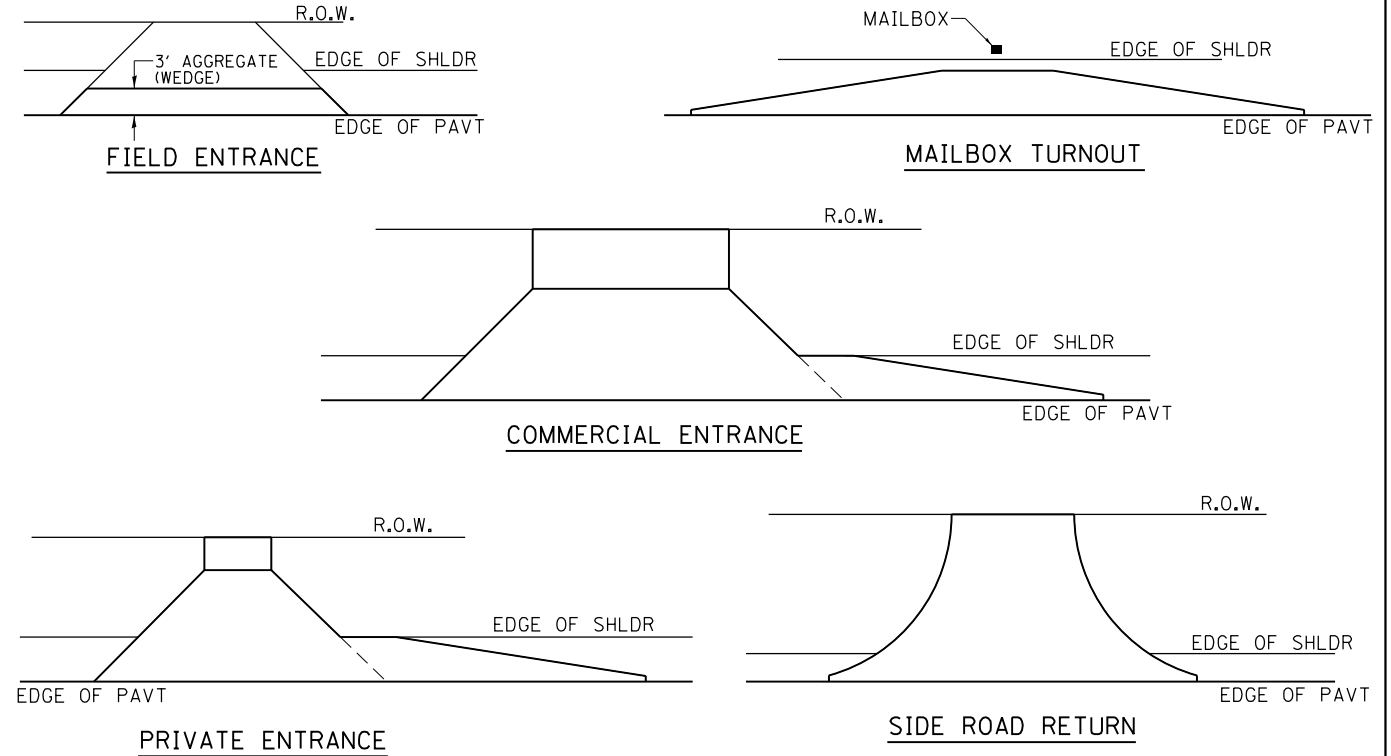 R.O.W.
3' AGGREGATE
(WEDGE)
EDGE OF SHLDR
EDGE OF PAVT
FIELD ENTRANCE
MAILBOX
EDGE OF SHLDR
EDGE OF PAVT
MAILBOX TURNOUT
R.O.W.
EDGE OF SHLDR
EDGE OF PAVT
COMMERCIAL ENTRANCE
R.O.W.
EDGE OF SHLDR
EDGE OF PAVT
PRIVATE ENTRANCE
R.O.W.
EDGE OF SHLDR
EDGE OF PAVT
SIDE ROAD RETURN